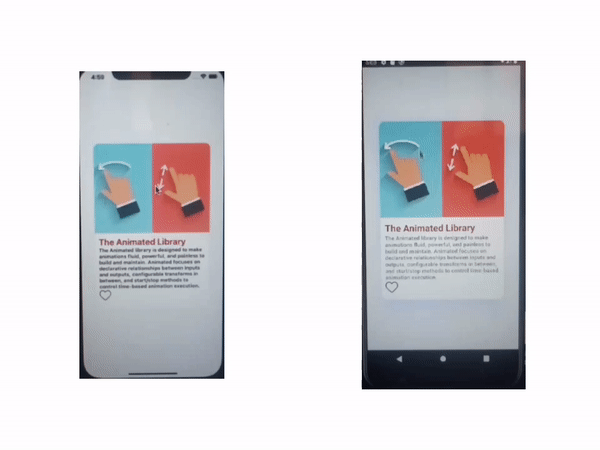 4:59
The Animated Library
The Animated library is designed to make
animations fluid, powerful, and painless to
build and maintain. Animated focuses on
declarative relationships between inputs
and outputs, configurable transforms in
between, and start/stop methods to
control time-based animation execution.
The Animated Library
The Animated library is designed to make
animations fluid, powerful, and painless to
build and maintain. Animated focuses on
declarative relationships between inputs and
outputs, configurable transforms in between,
and start/stop methods to control time-based
animation execution.